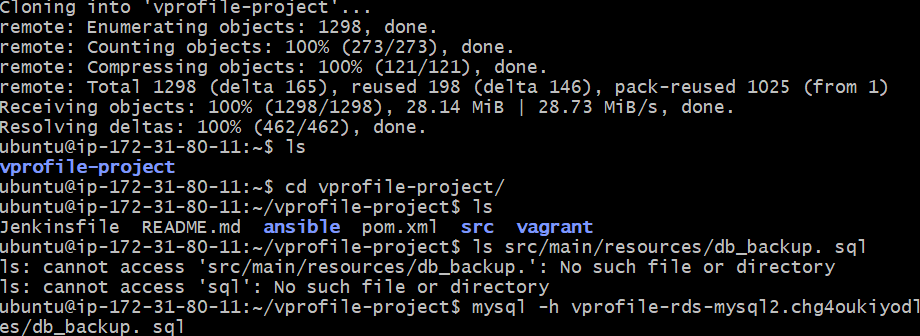 Cloning into 'vprofile-project'...
remote: Enumerating objects: 1298, done.
remote: Counting objects: 100% (273/273), done.
remote: Compressing objects: 100% (121/121), done.
remote: Total 1298 (delta 165), reused 198 (delta 146), pack-reused 1025 (from 1)
Receiving objects: 100% (1298/1298), 28.14 MiB | 28.73 MiB/s, done.
Resolving deltas: 100% (462/462), done.
ubuntu@ip-172-31-80-11:~$ ls
vprofile-project
ubuntu@ip-172-31-80-11:~$ cd vprofile-project/
ubuntu@ip-172-31-80-11:~/vprofile-project$ ls
Jenkinsfile  README.md  ansible  pom.xml  src  vagrant
ubuntu@ip-172-31-80-11:~/vprofile-project$ ls src/main/resources/db_backup. sql
ls: cannot access 'src/main/resources/db_backup.': No such file or directory
ls: cannot access 'sql': No such file or directory
ubuntu@ip-172-31-80-11:~/vprofile-project$ mysql -h vprofile-rds-mysql2.chg4oukiyodl
es/db_backup. sql